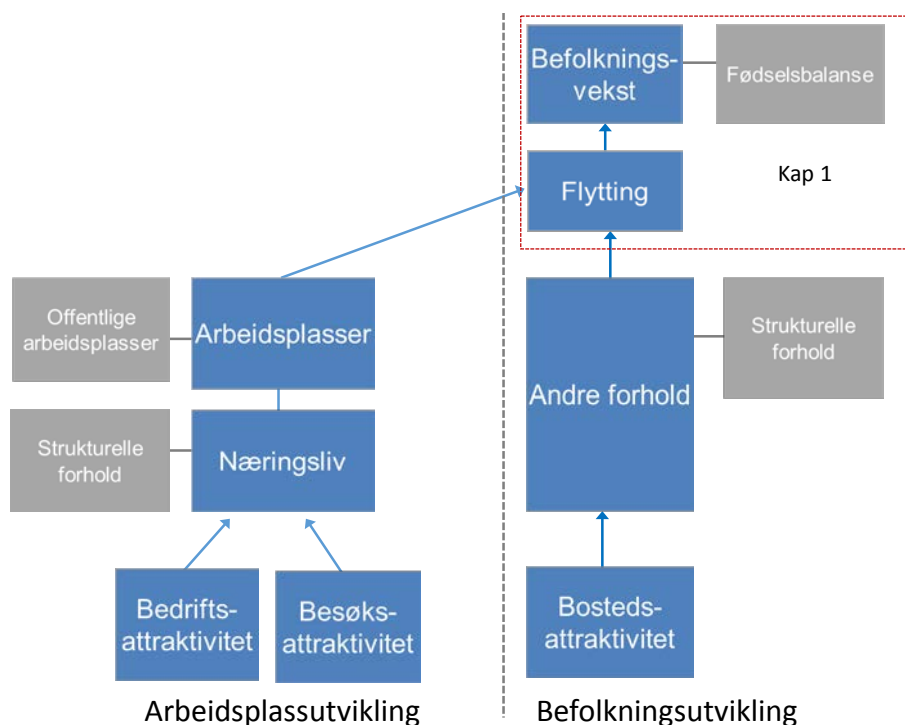 Befolknings-
vekst
Fødselsbalanse
Kap 1
Flytting
Offentlige
arbeidsplasser
Arbeidsplasser
Strukturelle
forhold
Andre forhold
Strukturelle
forhold
Næringsliv
Bedrifts-
attraktivitet
Besøks-
attraktivitet
Bosteds-
attraktivitet
Arbeidsplassutvikling
Befolkningsutvikling